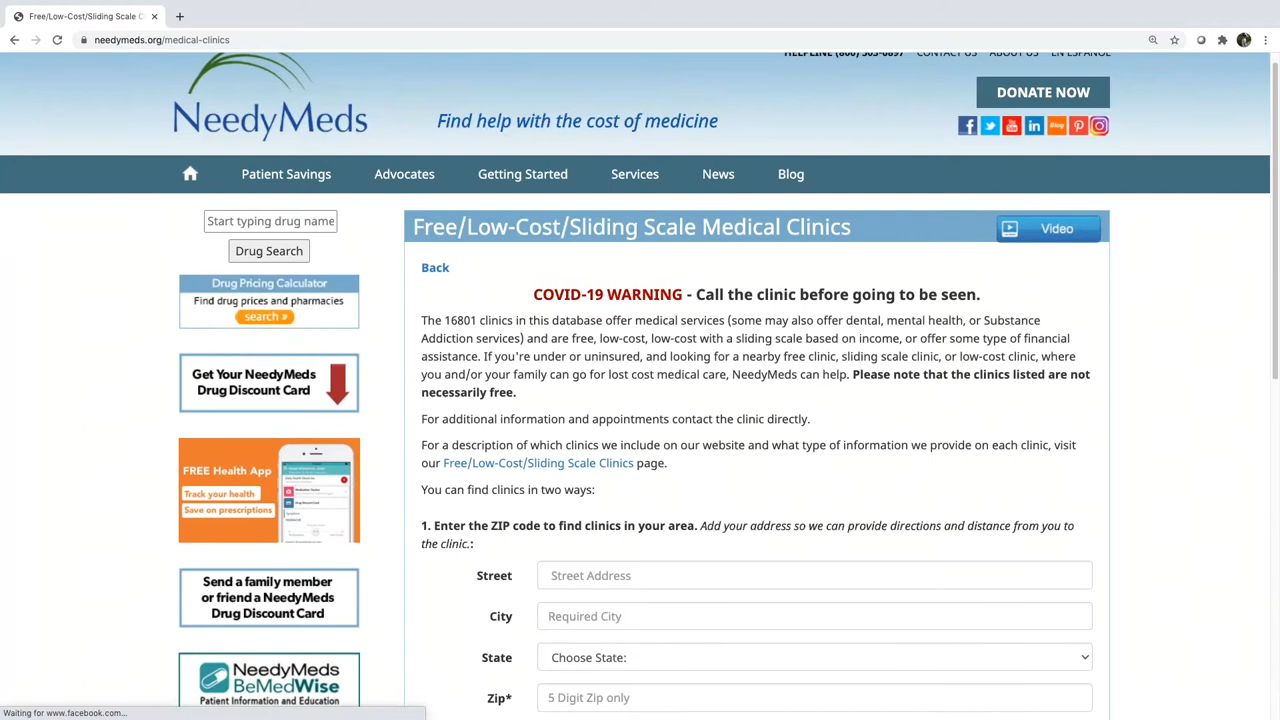 Free/Low-Cost/Sliding Scale C
needymeds.org/medical-clinics
HELPLINE (800) 503-6897 CONTACT US ABOUT US EN ESPAÑOL
DONATE NOW
NeedyMeds
Find help with the cost of medicine
Blog
Patient Savings Advocates Getting Started Services News Blog
Start typing drug name
Drug Search
Drug Pricing Calculator
Find drug prices and pharmacies
search »
Get Your NeedyMeds
Drug Discount Card
FREE Health App
Track your health
Save on prescriptions
Send a family member
or friend a NeedyMeds
Drug Discount Card
NeedyMeds
BeMedWise
Patient Information and Education
Free/Low-Cost/Sliding Scale Medical Clinics
Video
Back
COVID-19 WARNING - Call the clinic before going to be seen.
The 16801 clinics in this database offer medical services (some may also offer dental, mental health, or Substance
Addiction services) and are free, low-cost, low-cost with a sliding scale based on income, or offer some type of financial
assistance. If you're under or uninsured, and looking for a nearby free clinic, sliding scale clinic, or low-cost clinic, where
you and/or your family can go for lost cost medical care, NeedyMeds can help. Please note that the clinics listed are not
necessarily free.
For additional information and appointments contact the clinic directly.
For a description of which clinics we include on our website and what type of information we provide on each clinic, visit
our Free/Low-Cost/Sliding Scale Clinics page.
You can find clinics in two ways:
1. Enter the ZIP code to find clinics in your area. Add your address so we can provide directions and distance from you to
the clinic.:
Street Street Address
City Required City
State Choose State:
Zip* 5 Digit Zip only
Waiting for www.facebook.com...